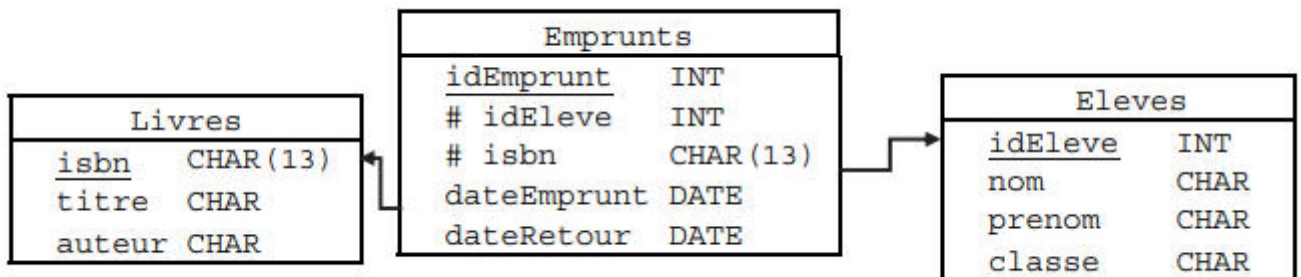 Livres
isbn CHAR(13)
titre CHAR
auteur CHAR
Emprunts
idEmprunt INT
# idEleve INT
# isbn CHAR(13)
dateEmprunt DATE
dateRetour DATE
Eleves
idEleve INT
nom CHAR
prenom CHAR
classe CHAR